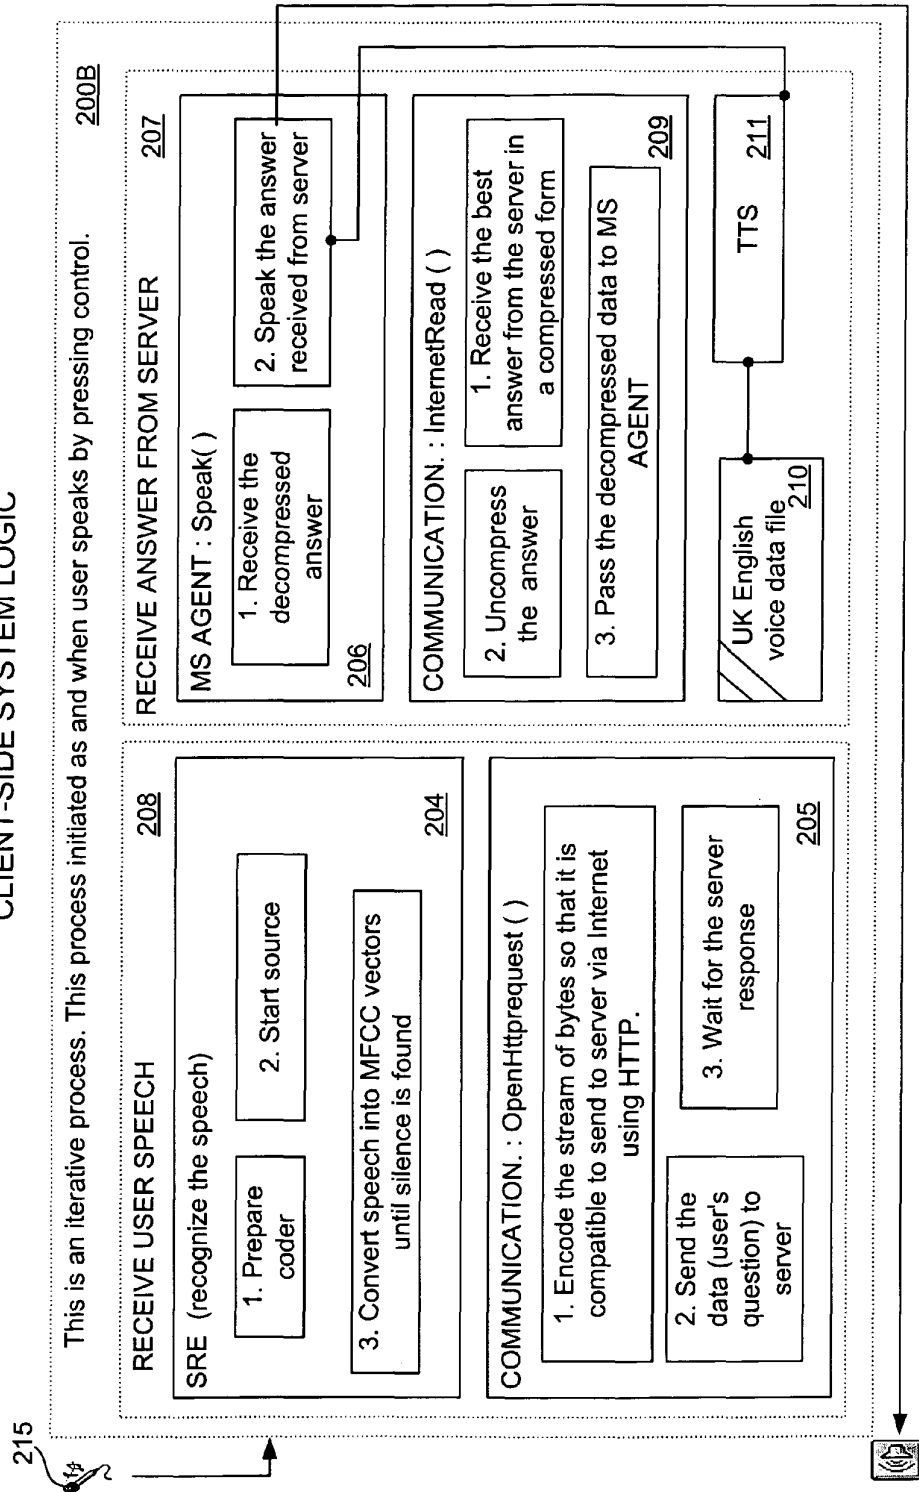 CLIENT-SIDE SYSTEM LOGIC
This is an iterative process. This process initiated as and when user speaks by pressing control.
200B
215
RECEIVE USER SPEECH
208
SRE (recognize the speech)
1. Prepare
coder
2. Start source
3. Convert speech into MFCC vectors
until silence is found
204
COMMUNICATION. : OpenHttprequest ( )
1. Encode the stream of bytes so that it is
compatible to send to server via Internet
using HTTP.
2. Send the
data (user's
question) to
server
3. Wait for the server
response
205
RECEIVE ANSWER FROM SERVER
207
MS AGENT : Speak( )
1. Receive the
decompressed
answer
2. Speak the answer
received from server
206
COMMUNICATION. : InternetRead ( )
2. Uncompress
the answer
1. Receive the best
answer from the server in
a compressed form
3. Pass the decompressed data to MS
AGENT
209
UK English
voice data file
210
TTS
211